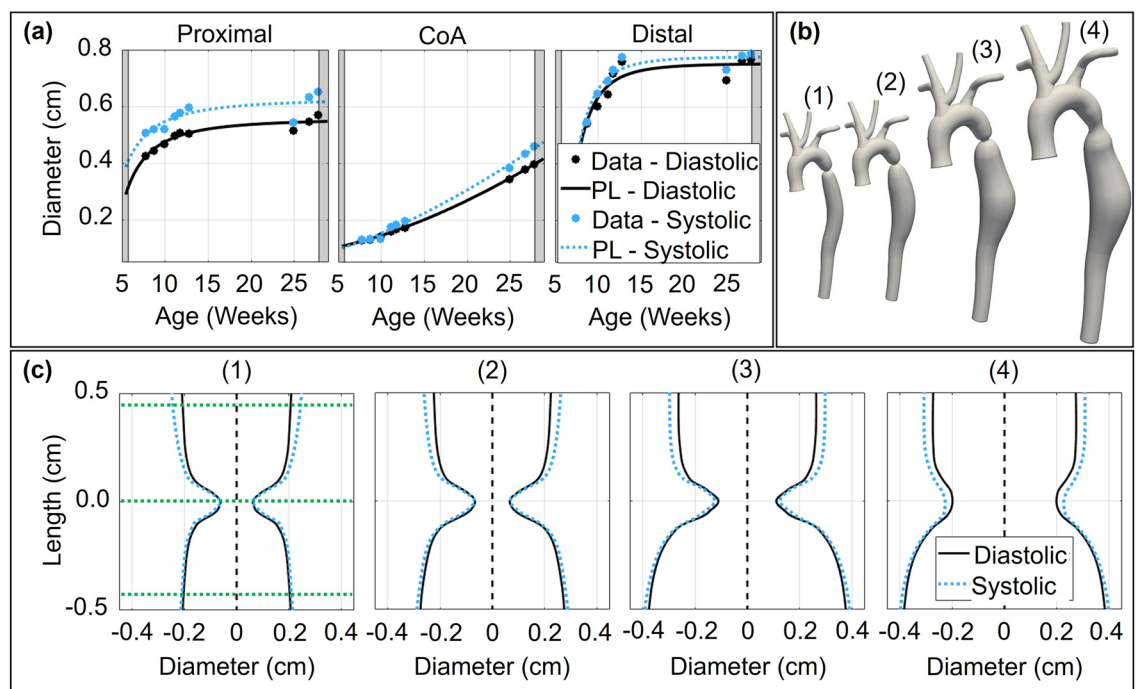 (a)
Proximal
CoA
Distal
Diameter (cm)
0.8
0.6
0.4
0.2
Data - Diastolic
PL - Diastolic
Data - Systolic
PL - Systolic
5 10 15 20 25
5 10 15 20 25
5 10 15 20 25
Age (Weeks)
Age (Weeks)
Age (Weeks)
(b)
(1)
(2)
(3)
(4)
(c)
(1)
(2)
(3)
(4)
Length (cm)
0.5
0.0
-0.5
Diastolic
Systolic
-0.4 -0.2 0 0.2 0.4
-0.4 -0.2 0 0.2 0.4
-0.4 -0.2 0 0.2 0.4
-0.4 -0.2 0 0.2 0.4
Diameter (cm)
Diameter (cm)
Diameter (cm)
Diameter (cm)